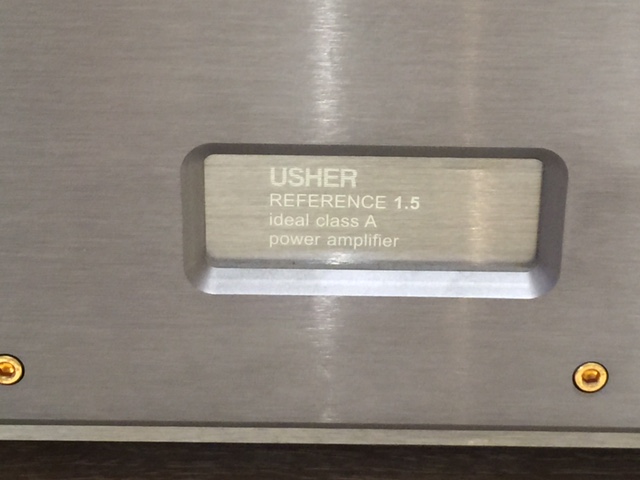 USHER
REFERENCE 1.5
ideal class A
power amplifier